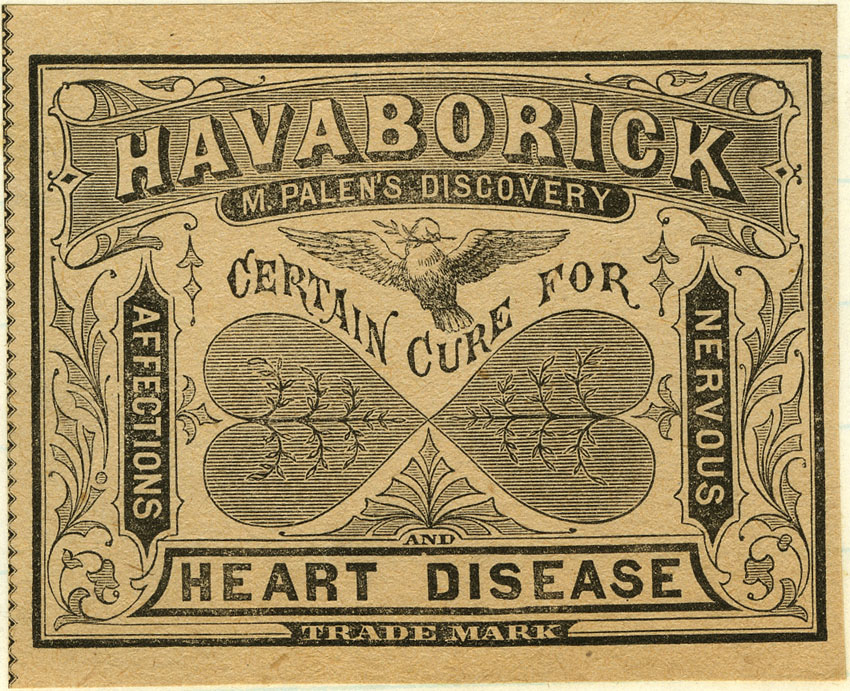 HAVABORICK
M. PALEN'S DISCOVERY
CERTAIN CURE FOR
NERVOUS
AFFECTIONS
AND
HEART DISEASE
TRADE MARK